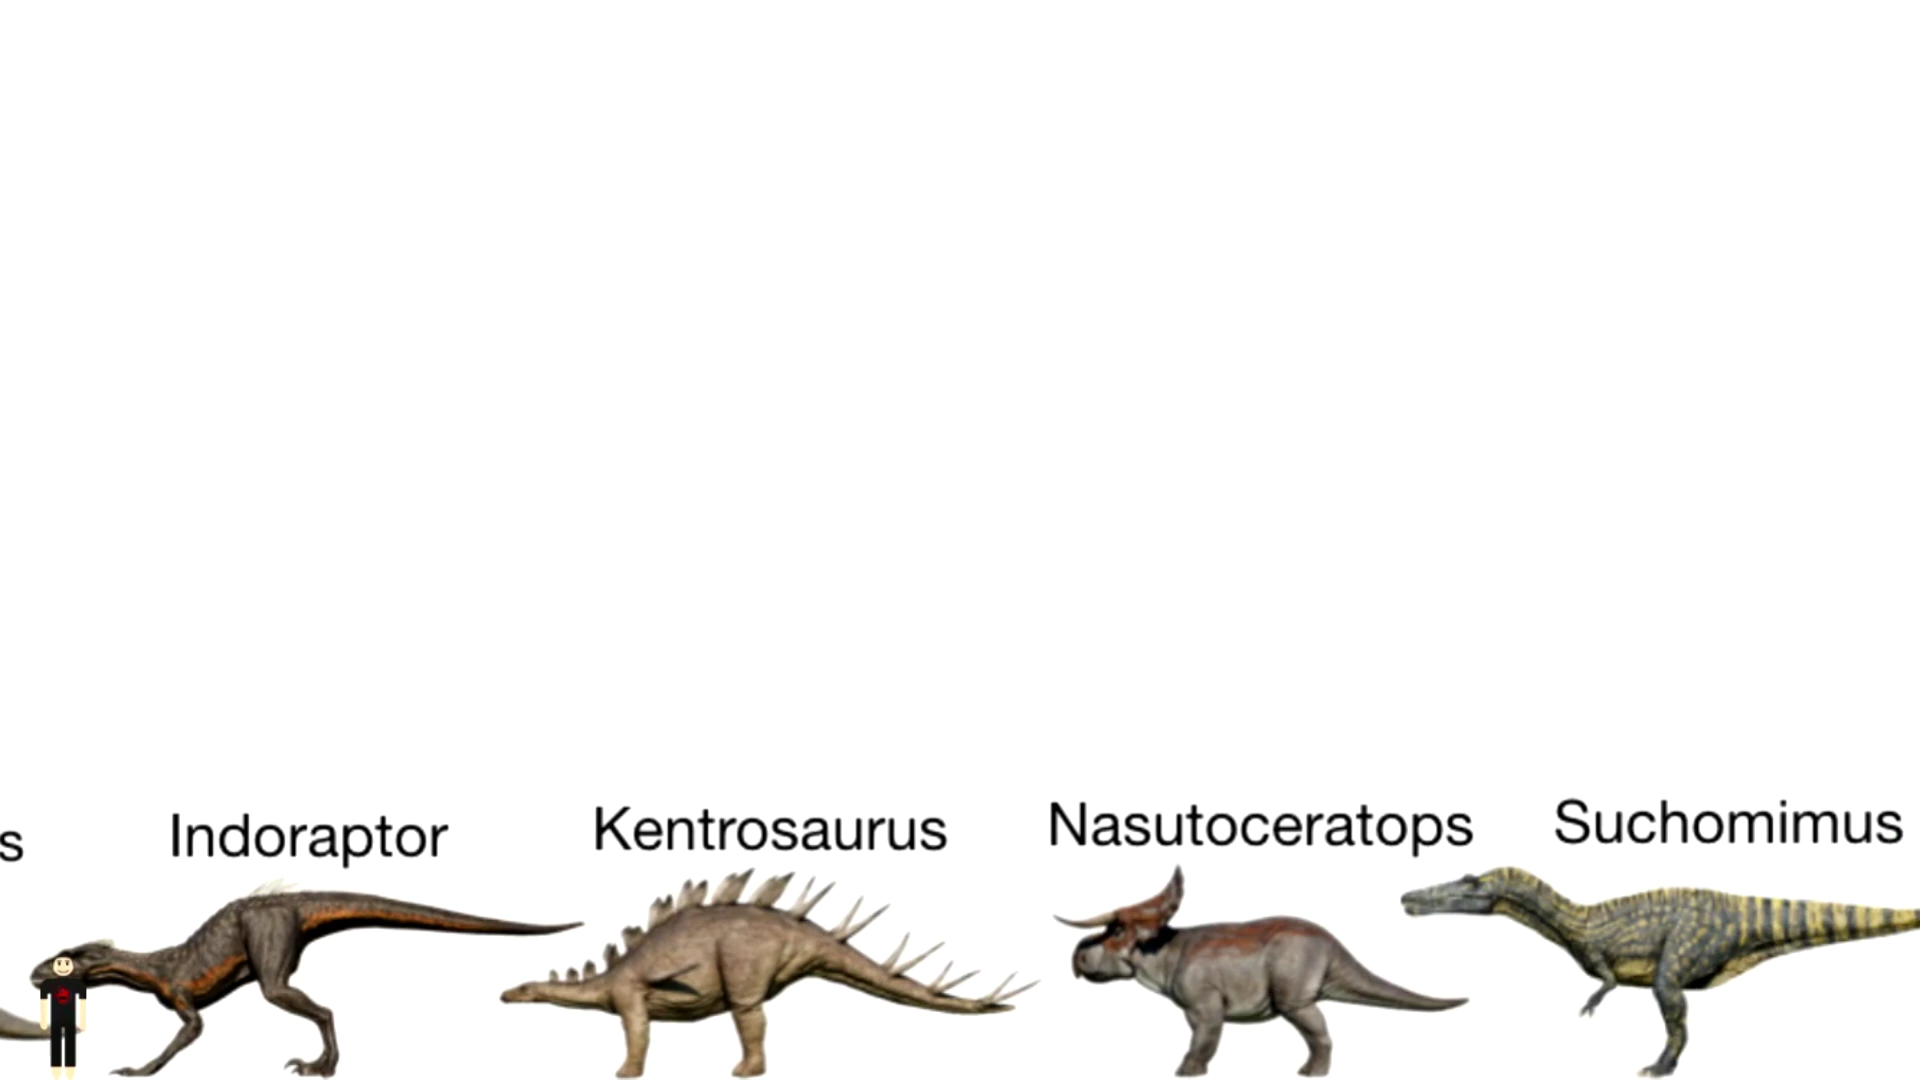 s
Indoraptor
Kentrosaurus
Nasutoceratops
Suchomimus